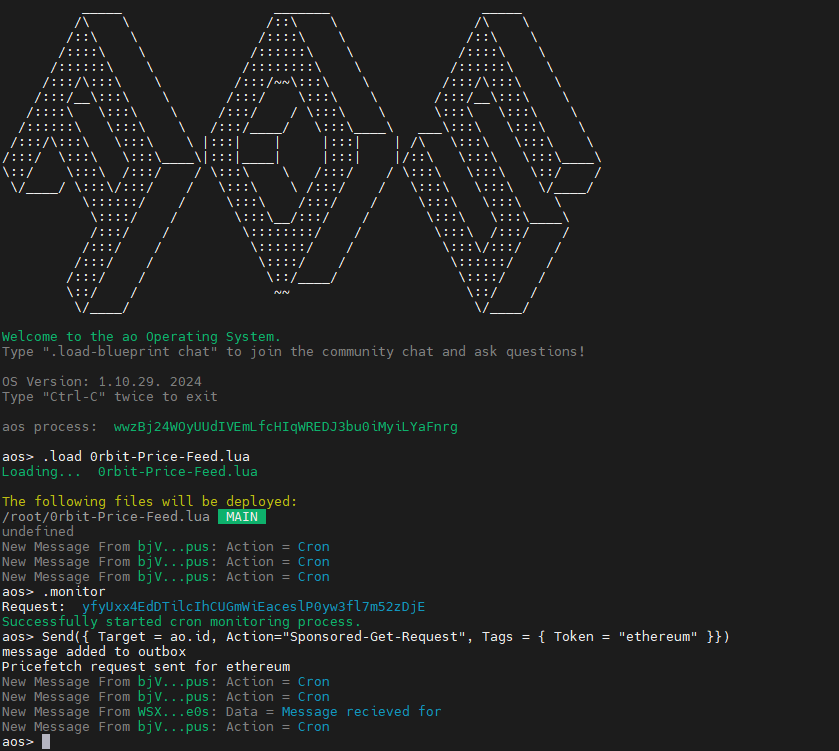 Welcome to the ao Operating System.
Type ".load-blueprint chat" to join the community chat and ask questions!
OS Version: 1.10.29. 2024
Type "Ctrl-C" twice to exit
aos process:  wwzBj24WOyUUdIVEmLfcHIqWREDJ3bu0iMyiLYaFnrg
aos> .load 0rbit-Price-Feed.lua
Loading...  0rbit-Price-Feed.lua
The following files will be deployed:
/root/0rbit-Price-Feed.lua  MAIN
undefined
New Message From bjV...pus: Action = Cron
New Message From bjV...pus: Action = Cron
New Message From bjV...pus: Action = Cron
aos> .monitor
Request:  yfyUxx4EdDTilcIhCUGmWiEaceslP0yw3fl7m52zDjE
Successfully started cron monitoring process.
aos> Send({ Target = ao.id, Action="Sponsored-Get-Request", Tags = { Token = "ethereum" }})
message added to outbox
Pricefetch request sent for ethereum
New Message From bjV...pus: Action = Cron
New Message From bjV...pus: Action = Cron
New Message From WSX...e0s: Data = Message recieved for
New Message From bjV...pus: Action = Cron
aos>